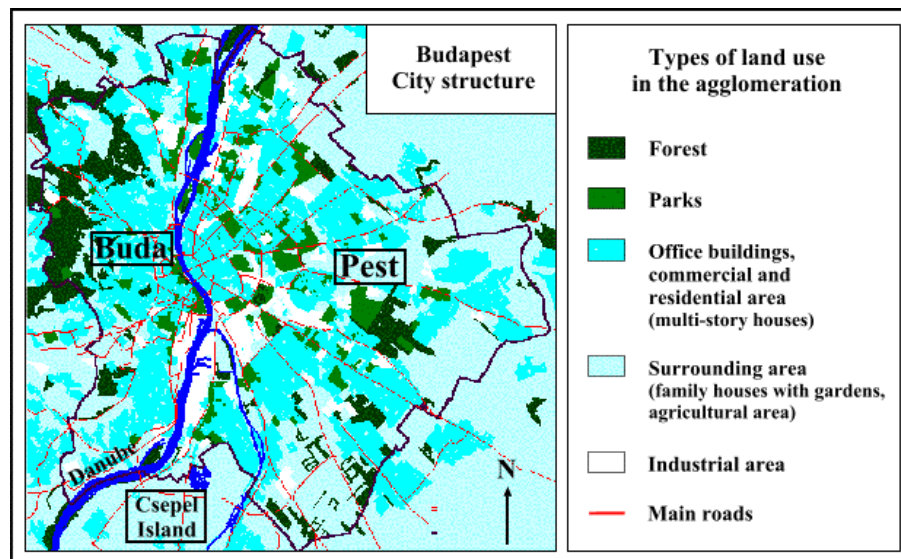 Budapest
City structure
Buda
Pest
Danube
Csepel
Island
N
Types of land use
in the agglomeration
Forest
Parks
Office buildings,
commercial and
residential area
(multi-story houses)
Surrounding area
(family houses with gardens,
agricultural area)
Industrial area
Main roads